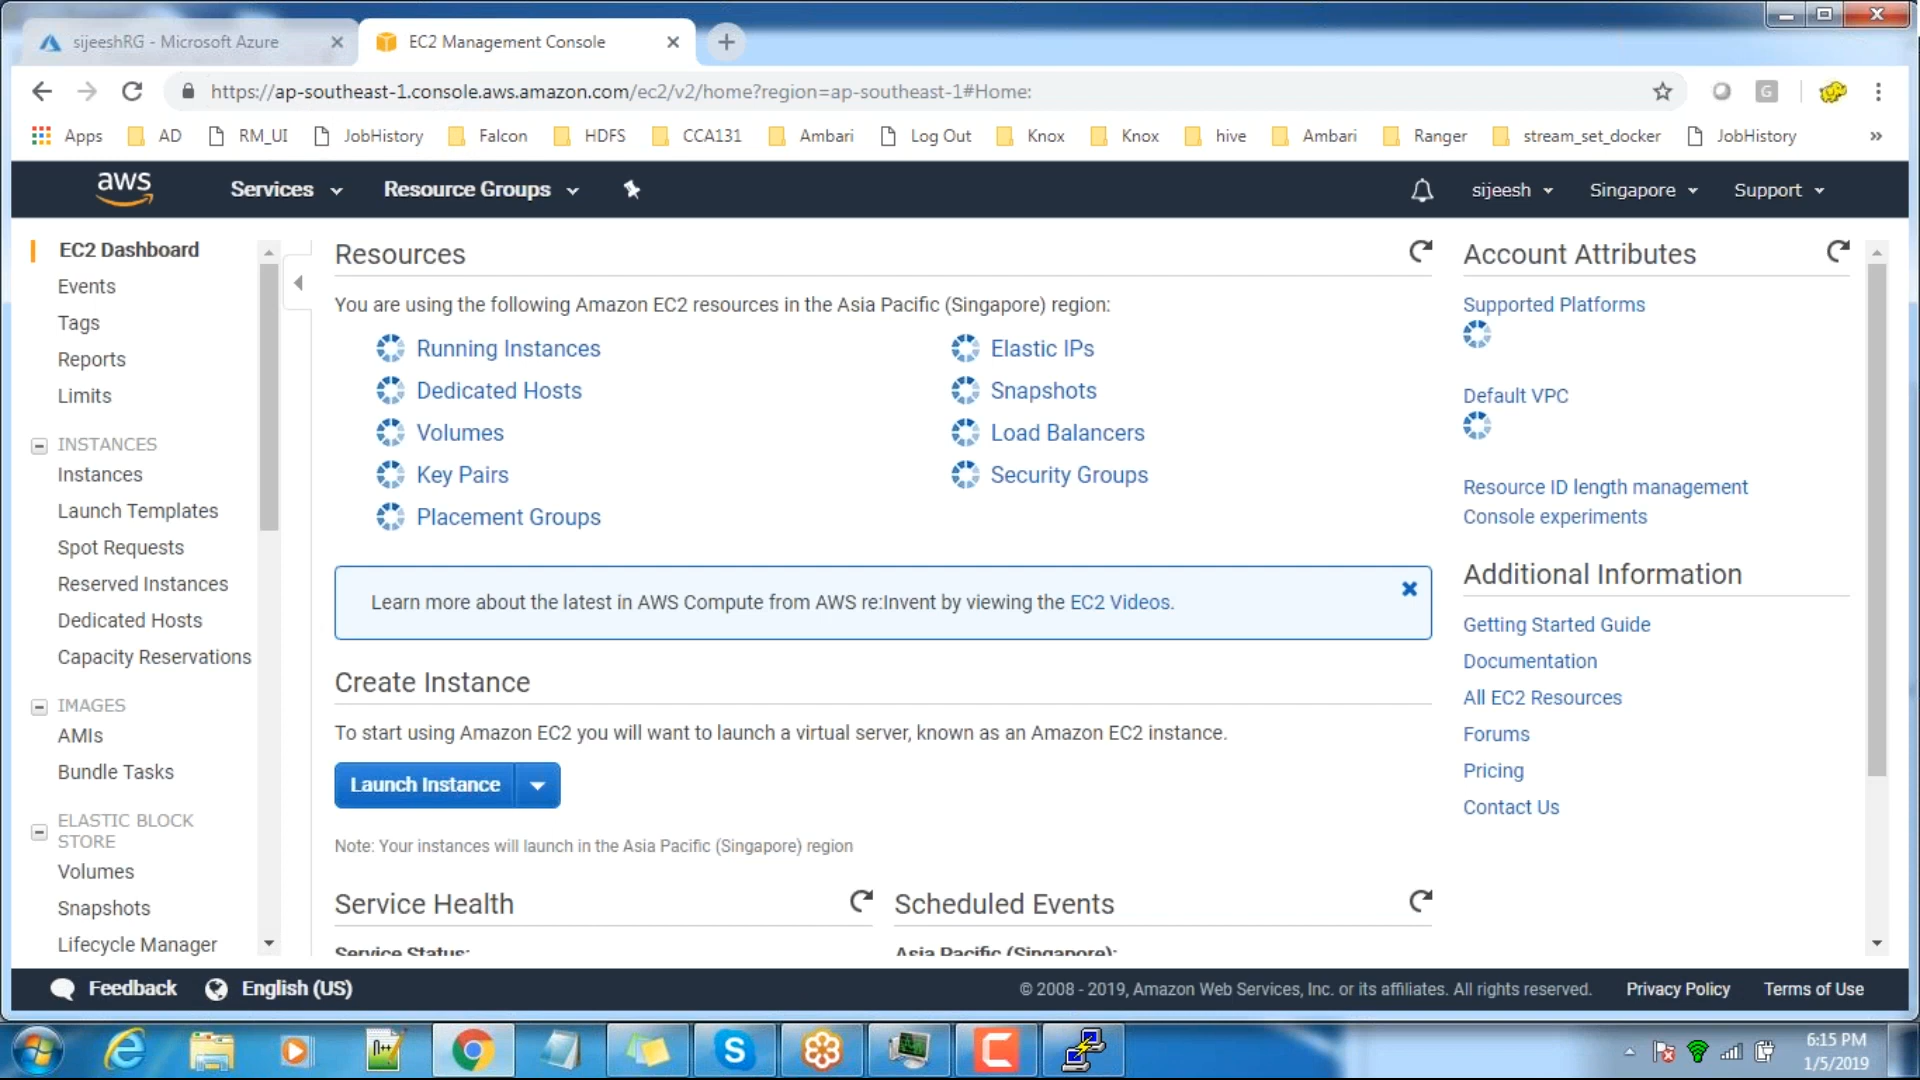 sijeeshRG - Microsoft Azure
EC2 Management Console
https://ap-southeast-1.console.aws.amazon.com/ec2/v2/home?region=ap-southeast-1#Home:
G
Apps AD RM_UI JobHistory Falcon HDFS CCA131 Ambari Log Out Knox Knox hive Ambari Ranger stream_set_docker JobHistory »
aws Services Resource Groups sijeesh Singapore Support
EC2 Dashboard
Events
Tags
Reports
Limits
INSTANCES
Instances
Launch Templates
Spot Requests
Reserved Instances
Dedicated Hosts
Capacity Reservations
IMAGES
AMIs
Bundle Tasks
ELASTIC BLOCK
STORE
Volumes
Snapshots
Lifecycle Manager
Resources
You are using the following Amazon EC2 resources in the Asia Pacific (Singapore) region:
Running Instances
Dedicated Hosts
Volumes
Key Pairs
Placement Groups
Elastic IPs
Snapshots
Load Balancers
Security Groups
Learn more about the latest in AWS Compute from AWS re:Invent by viewing the EC2 Videos.
Create Instance
To start using Amazon EC2 you will want to launch a virtual server, known as an Amazon EC2 instance.
Launch Instance
Note: Your instances will launch in the Asia Pacific (Singapore) region
Service Health
Service Status:
Scheduled Events
Asia Pacific (Singapore):
Account Attributes
Supported Platforms
Default VPC
Resource ID length management
Console experiments
Additional Information
Getting Started Guide
Documentation
All EC2 Resources
Forums
Pricing
Contact Us
Feedback English (US)
© 2008 - 2019, Amazon Web Services, Inc. or its affiliates. All rights reserved. Privacy Policy Terms of Use
6:15 PM
1/5/2019